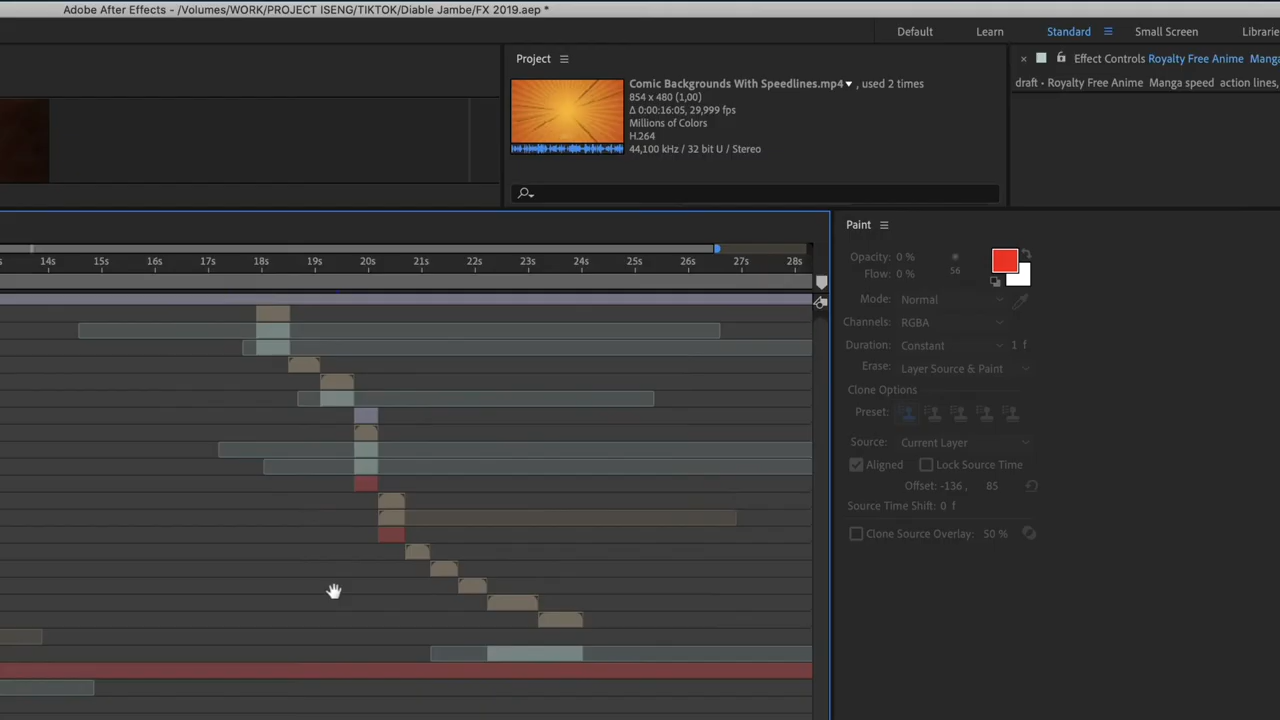 Adobe After Effects - /Volumes/WORK/PROJECT ISENG/TIKTOK/Diable Jambe/FX 2019.aep *
Default Learn Standard Small Screen Librarie
Project
Effect Controls Royalty Free Anime Manga
draft • Royalty Free Anime Manga speed action lines,
Comic Backgrounds With Speedlines.mp4 , used 2 times
854 x 480 (1,00)
Δ 0:00:16:05, 29,999 fps
Millions of Colors
H.264
44,100 kHz / 32 bit U / Stereo
s 14s 15s 16s 17s 18s 19s 20s 21s 22s 23s 24s 25s 26s 27s 28s
Paint
Opacity: 0 %
Flow: 0 %
56
Mode: Normal
Channels: RGBA
Duration: Constant 1 f
Erase: Layer Source & Paint
Clone Options
Preset:
Source: Current Layer
Aligned Lock Source Time
Offset: -136 , 85
Source Time Shift: 0 f
Clone Source Overlay: 50 %